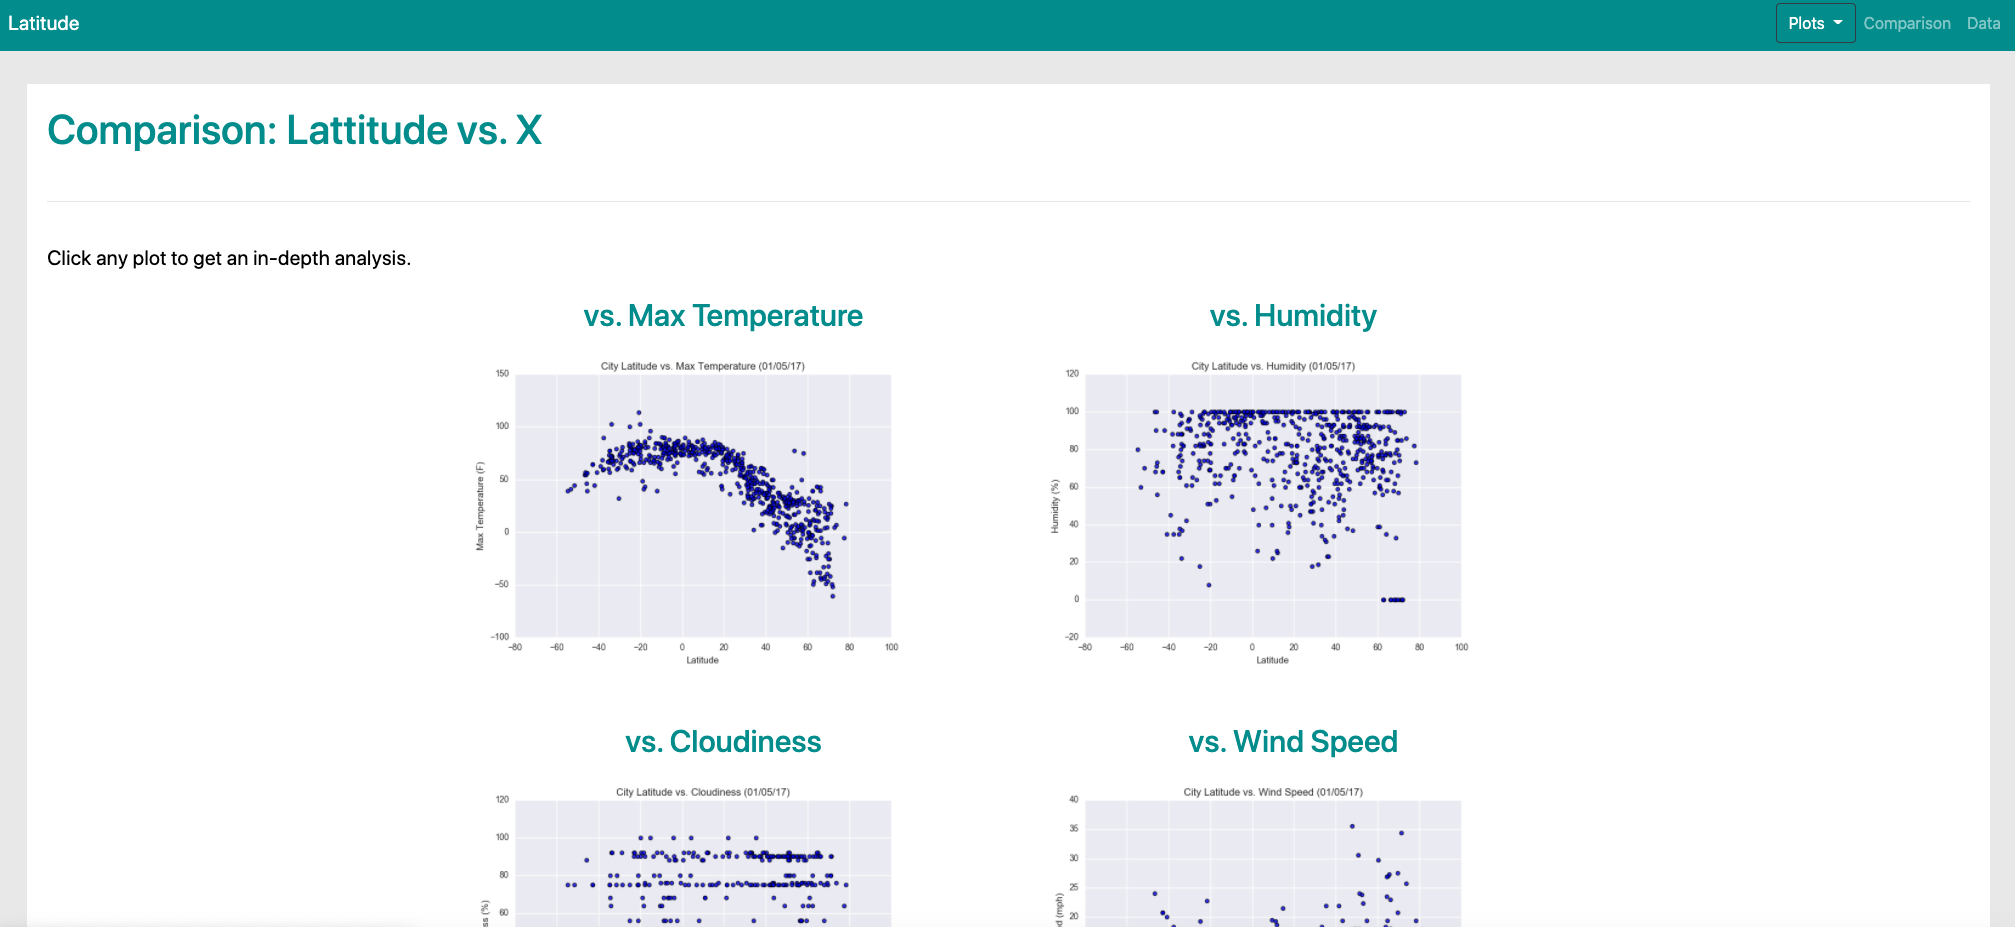 Latitude
Plots
Comparison
Data
Comparison: Lattitude vs. X
Click any plot to get an in-depth analysis.
vs. Max Temperature
City Latitude vs. Max Temperature (01/05/17)
150
100
50
0
−50
−100
Max Temperature (F)
−80 −60 −40 −20 0 20 40 60 80 100
Latitude
vs. Humidity
City Latitude vs. Humidity (01/05/17)
120
100
80
60
40
20
0
−20
Humidity (%)
−80 −60 −40 −20 0 20 40 60 80 100
Latitude
vs. Cloudiness
City Latitude vs. Cloudiness (01/05/17)
120
100
80
60
ss (%)
vs. Wind Speed
City Latitude vs. Wind Speed (01/05/17)
40
35
30
25
20
d (mph)